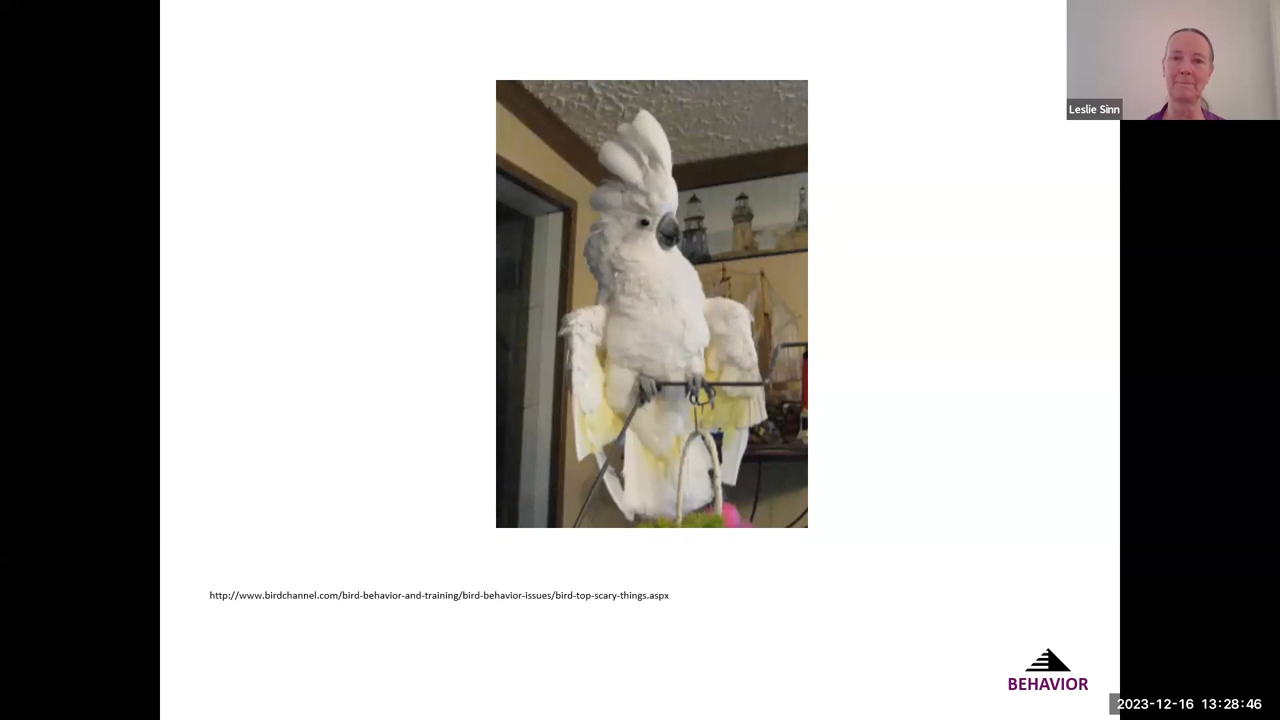 Leslie Sinn
http://www.birdchannel.com/bird-behavior-and-training/bird-behavior-issues/bird-top-scary-things.aspx
BEHAVIOR
2023-12-16 13:28:46